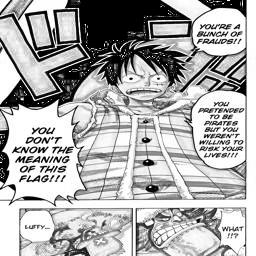 YOU'RE A
BUNCH OF
FRAUDS!!
YOU
PRETENDED
TO BE
PIRATES
BUT YOU
WEREN'T
WILLING TO
RISK YOUR
LIVES!!!
YOU
DON'T
KNOW THE
MEANING
OF THIS
FLAG!!!
LUFFY...
WHAT
!!?